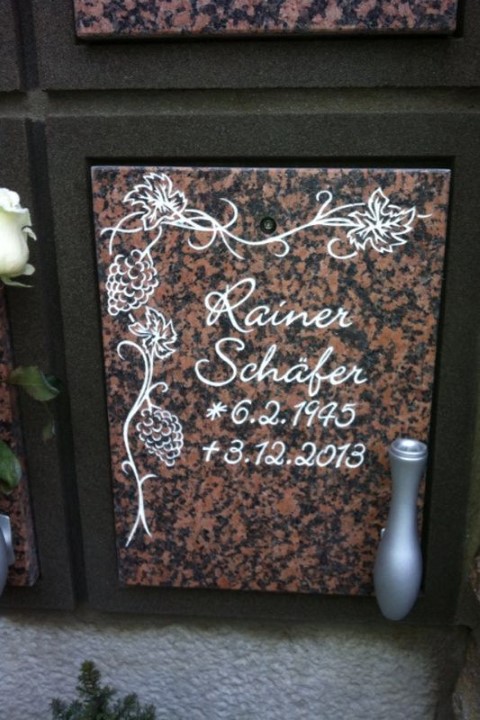 Rainer
Schäfer
* 6.2.1945
† 3.12.2013